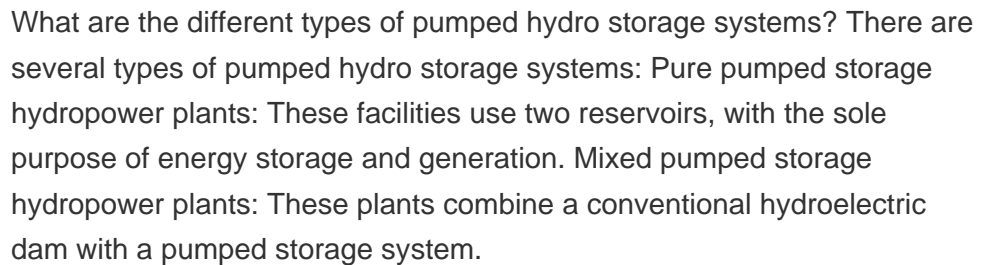 What are the different types of pumped hydro storage systems? There are
several types of pumped hydro storage systems: Pure pumped storage
hydropower plants: These facilities use two reservoirs, with the sole
purpose of energy storage and generation. Mixed pumped storage
hydropower plants: These plants combine a conventional hydroelectric
dam with a pumped storage system.